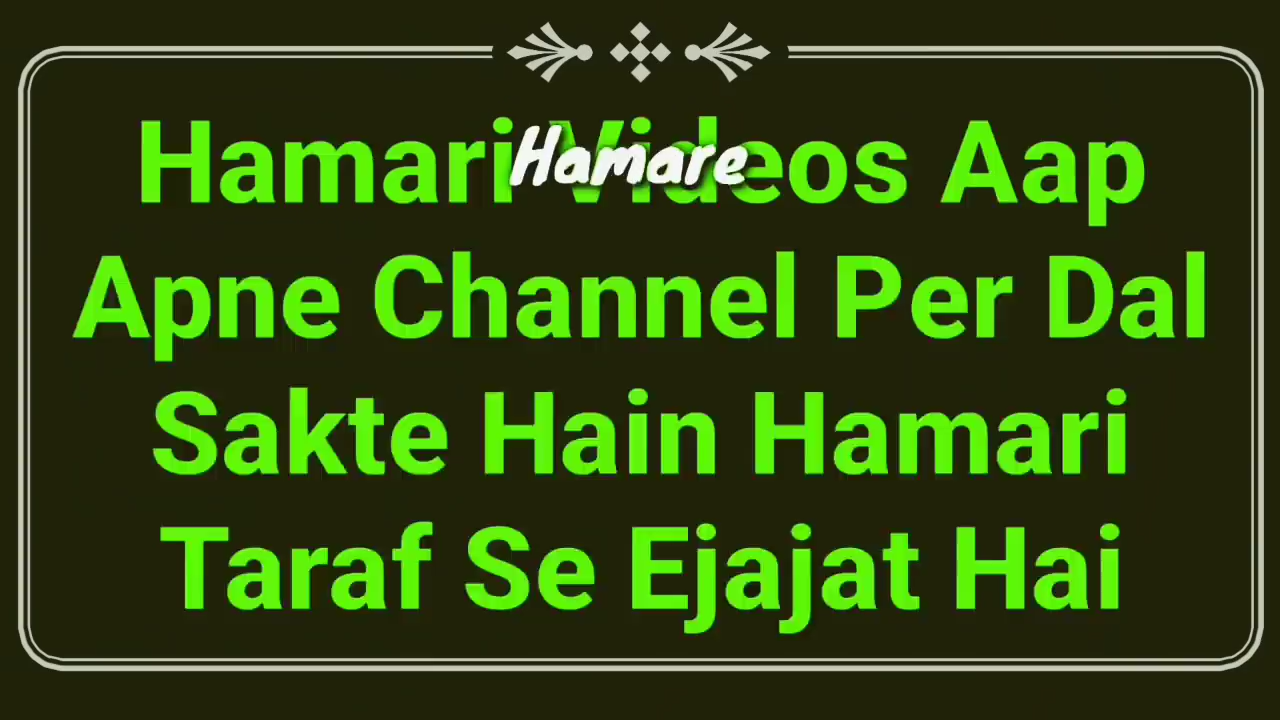 Hamari Videos Aap
Hamare
Apne Channel Per Dal
Sakte Hain Hamari
Taraf Se Ejajat Hai